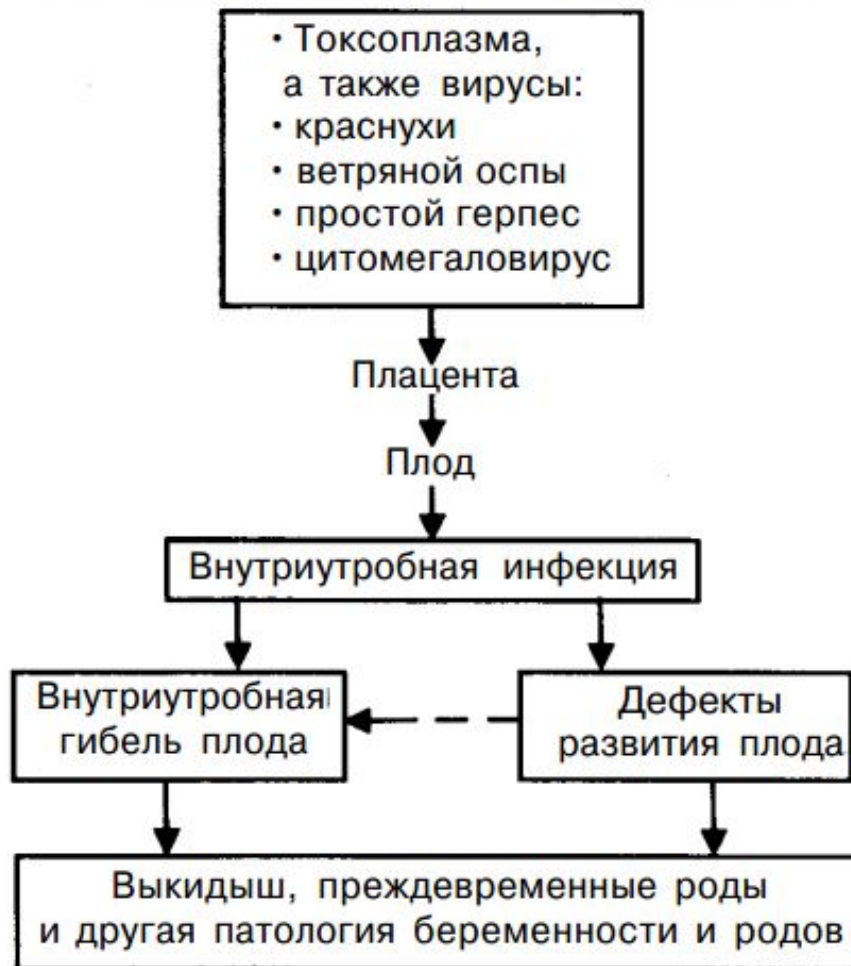 · Токсоплазма,
а также вирусы:
· краснухи
· ветряной оспы
· простой герпес
· цитомегаловирус
Плацента
Плод
Внутриутробная инфекция
Внутриутробная
гибель плода
Дефекты
развития плода
Выкидыш, преждевременные роды
и другая патология беременности и родов